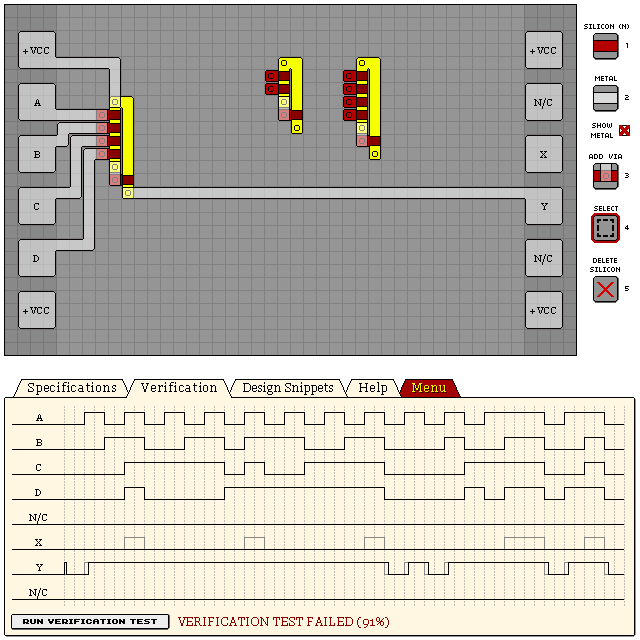 SILICON (N)
1
METAL
2
SHOW
METAL
ADD VIA
3
SELECT
4
DELETE
SILICON
5
+VCC
A
B
C
D
+VCC
+VCC
N/C
X
Y
N/C
+VCC
Specifications
Verification
Design Snippets
Help
Menu
A
B
C
D
N/C
X
Y
N/C
RUN VERIFICATION TEST
VERIFICATION TEST FAILED (91%)